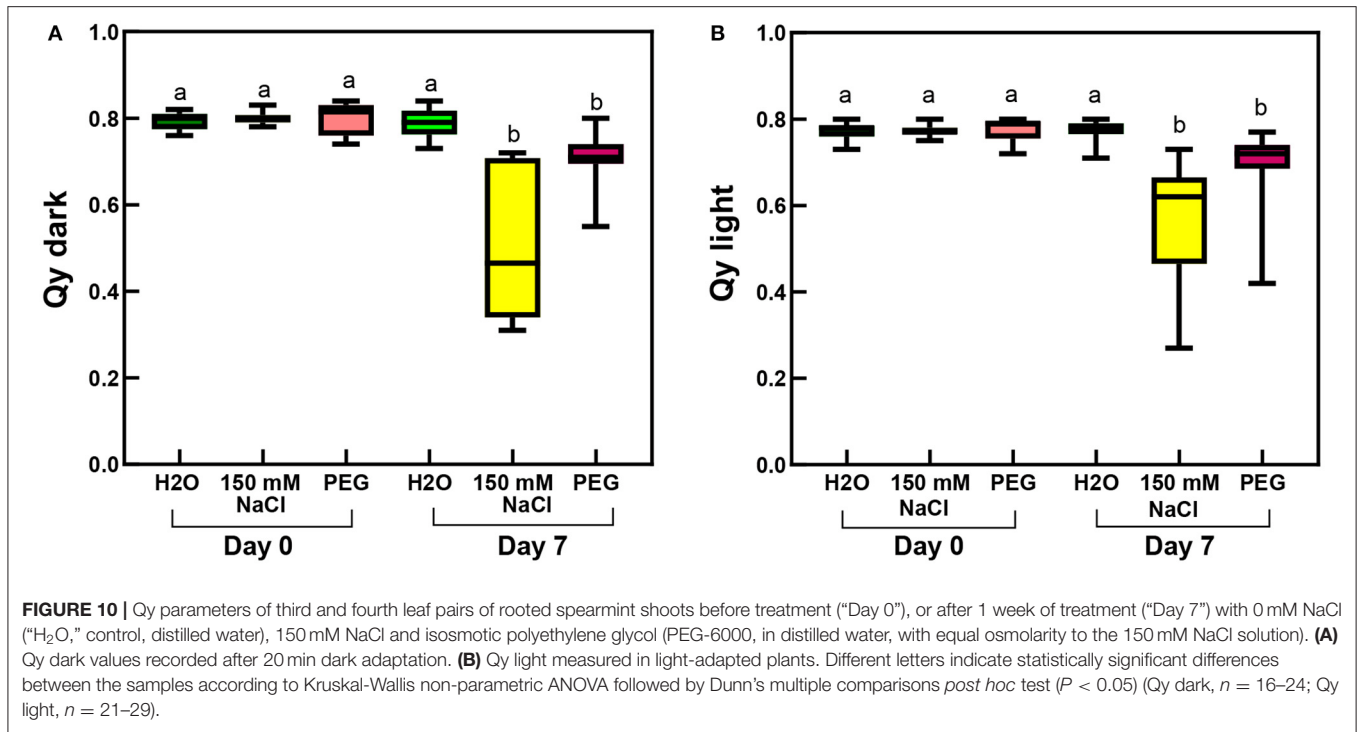 A
B
1.0
0.8
0.6
0.4
0.2
0.0
Qy dark
a
a
a
a
b
b
H2O
150 mM
NaCl
PEG
H2O
150 mM
NaCl
PEG
Day 0
Day 7
1.0
0.8
0.6
0.4
0.2
0.0
Qy light
a
a
a
a
b
b
H2O
150 mM
NaCl
PEG
H2O
150 mM
NaCl
PEG
Day 0
Day 7
FIGURE 10 | Qy parameters of third and fourth leaf pairs of rooted spearmint shoots before treatment (“Day 0”), or after 1 week of treatment (“Day 7”) with 0 mM NaCl
(“H₂O,” control, distilled water), 150 mM NaCl and isosmotic polyethylene glycol (PEG-6000, in distilled water, with equal osmolarity to the 150 mM NaCl solution). (A)
Qy dark values recorded after 20 min dark adaptation. (B) Qy light measured in light-adapted plants. Different letters indicate statistically significant differences
between the samples according to Kruskal-Wallis non-parametric ANOVA followed by Dunn’s multiple comparisons post hoc test (P < 0.05) (Qy dark, n = 16–24; Qy
light, n = 21–29).